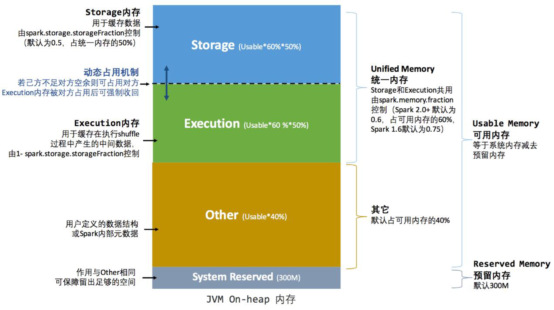 Storage内存
用于缓存数据
由spark.storage.storageFraction控制
(默认为0.5，占统一内存的50%)
动态占用机制
若己方不足对方空余则可占用对方
Execution内存被对方占用后可强制收回
Execution内存
用于缓存在执行shuffle
过程中产生的中间数据，
由1- spark.storage.storageFraction控制
用户定义的数据结构
或Spark内部元数据
作用与Other相同
可保障留出足够的空间
Storage (Usable*60%*50%)
Execution (Usable*60 %*50%)
Other (Usable*40%)
System Reserved (300M)
JVM On-heap 内存
Unified Memory
统一内存
Storage和Execution共用
由spark.memory.fraction
控制（Spark 2.0+ 默认为
0.6，占可用内存的60%，
Spark 1.6默认为0.75）
其它
默认占可用内存的40%
Usable Memory
可用内存
等于系统内存减去
预留内存
Reserved Memory
预留内存
默认300M